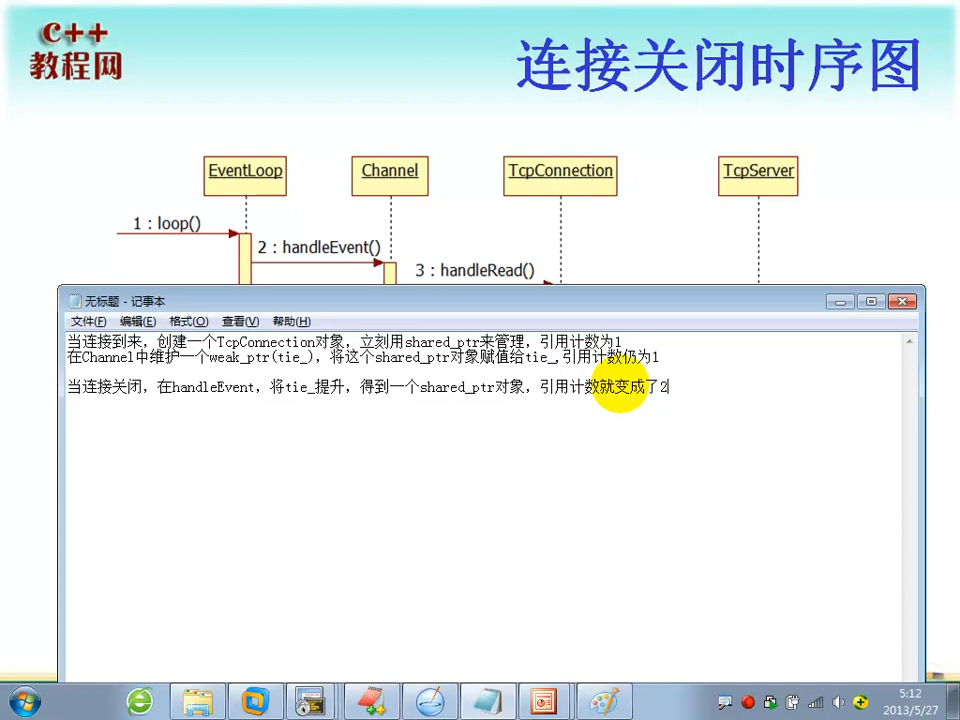 C++
教程网
连接关闭时序图
EventLoop
Channel
TcpConnection
TcpServer
1 : loop()
2 : handleEvent()
3 : handleRead()
无标题 - 记事本
文件(F) 编辑(E) 格式(O) 查看(V) 帮助(H)
当连接到来，创建一个TcpConnection对象，立刻用shared_ptr来管理，引用计数为1
在Channel中维护一个weak_ptr(tie_)，将这个shared_ptr对象赋值给tie_,引用计数仍为1
当连接关闭，在handleEvent，将tie_提升，得到一个shared_ptr对象，引用计数就变成了2
5:12
2013/5/27